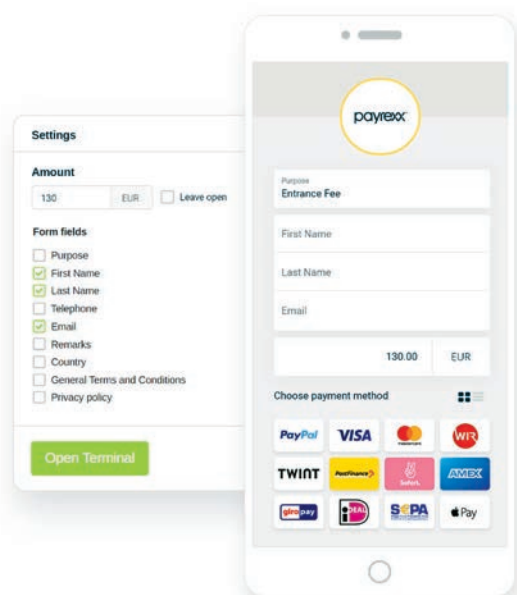 Settings
Amount
130 EUR Leave open
Form fields
Purpose
First Name
Last Name
Telephone
Email
Remarks
Country
General Terms and Conditions
Privacy policy
Open Terminal
payrexx
Purpose
Entrance Fee
First Name
Last Name
Email
130.00 EUR
Choose payment method
PayPal VISA mastercard WIR
TWINT PostFinance Sofort. AMEX
giropay iDEAL SEPA Pay